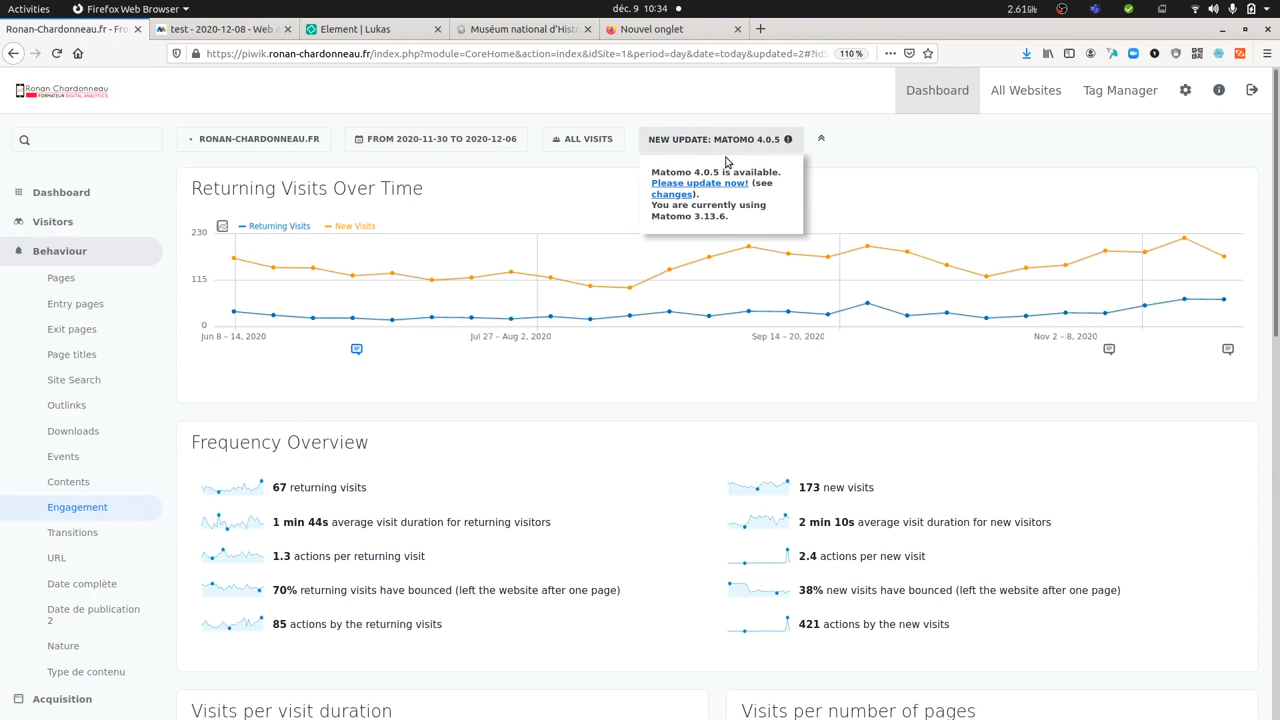 Firefox Web Browser
déc. 9 10:34
2.61GiB
Ronan-Chardonneau.fr - Fro
test - 2020-12-08 - Web A
Element | Lukas
Muséum national d'Histo
Nouvel onglet
https://piwik.ronan-chardonneau.fr/index.php?module=CoreHome&action=index&idSite=1&period=day&date=today&updated=2#?idS
110 %
Ronan Chardonneau
FORMATEUR DIGITAL ANALYTICS
Dashboard
All Websites
Tag Manager
RONAN-CHARDONNEAU.FR
FROM 2020-11-30 TO 2020-12-06
ALL VISITS
NEW UPDATE: MATOMO 4.0.5
Matomo 4.0.5 is available.
Please update now! (see
changes).
You are currently using
Matomo 3.13.6.
Dashboard
Visitors
Behaviour
Pages
Entry pages
Exit pages
Page titles
Site Search
Outlinks
Downloads
Events
Contents
Engagement
Transitions
URL
Date complète
Date de publication
2
Nature
Type de contenu
Acquisition
Returning Visits Over Time
Returning Visits
New Visits
230
115
0
Jun 8 – 14, 2020
Jul 27 – Aug 2, 2020
Sep 14 – 20, 2020
Nov 2 – 8, 2020
Frequency Overview
67 returning visits
173 new visits
1 min 44s average visit duration for returning visitors
2 min 10s average visit duration for new visitors
1.3 actions per returning visit
2.4 actions per new visit
70% returning visits have bounced (left the website after one page)
38% new visits have bounced (left the website after one page)
85 actions by the returning visits
421 actions by the new visits
Visits per visit duration
Visits per number of pages